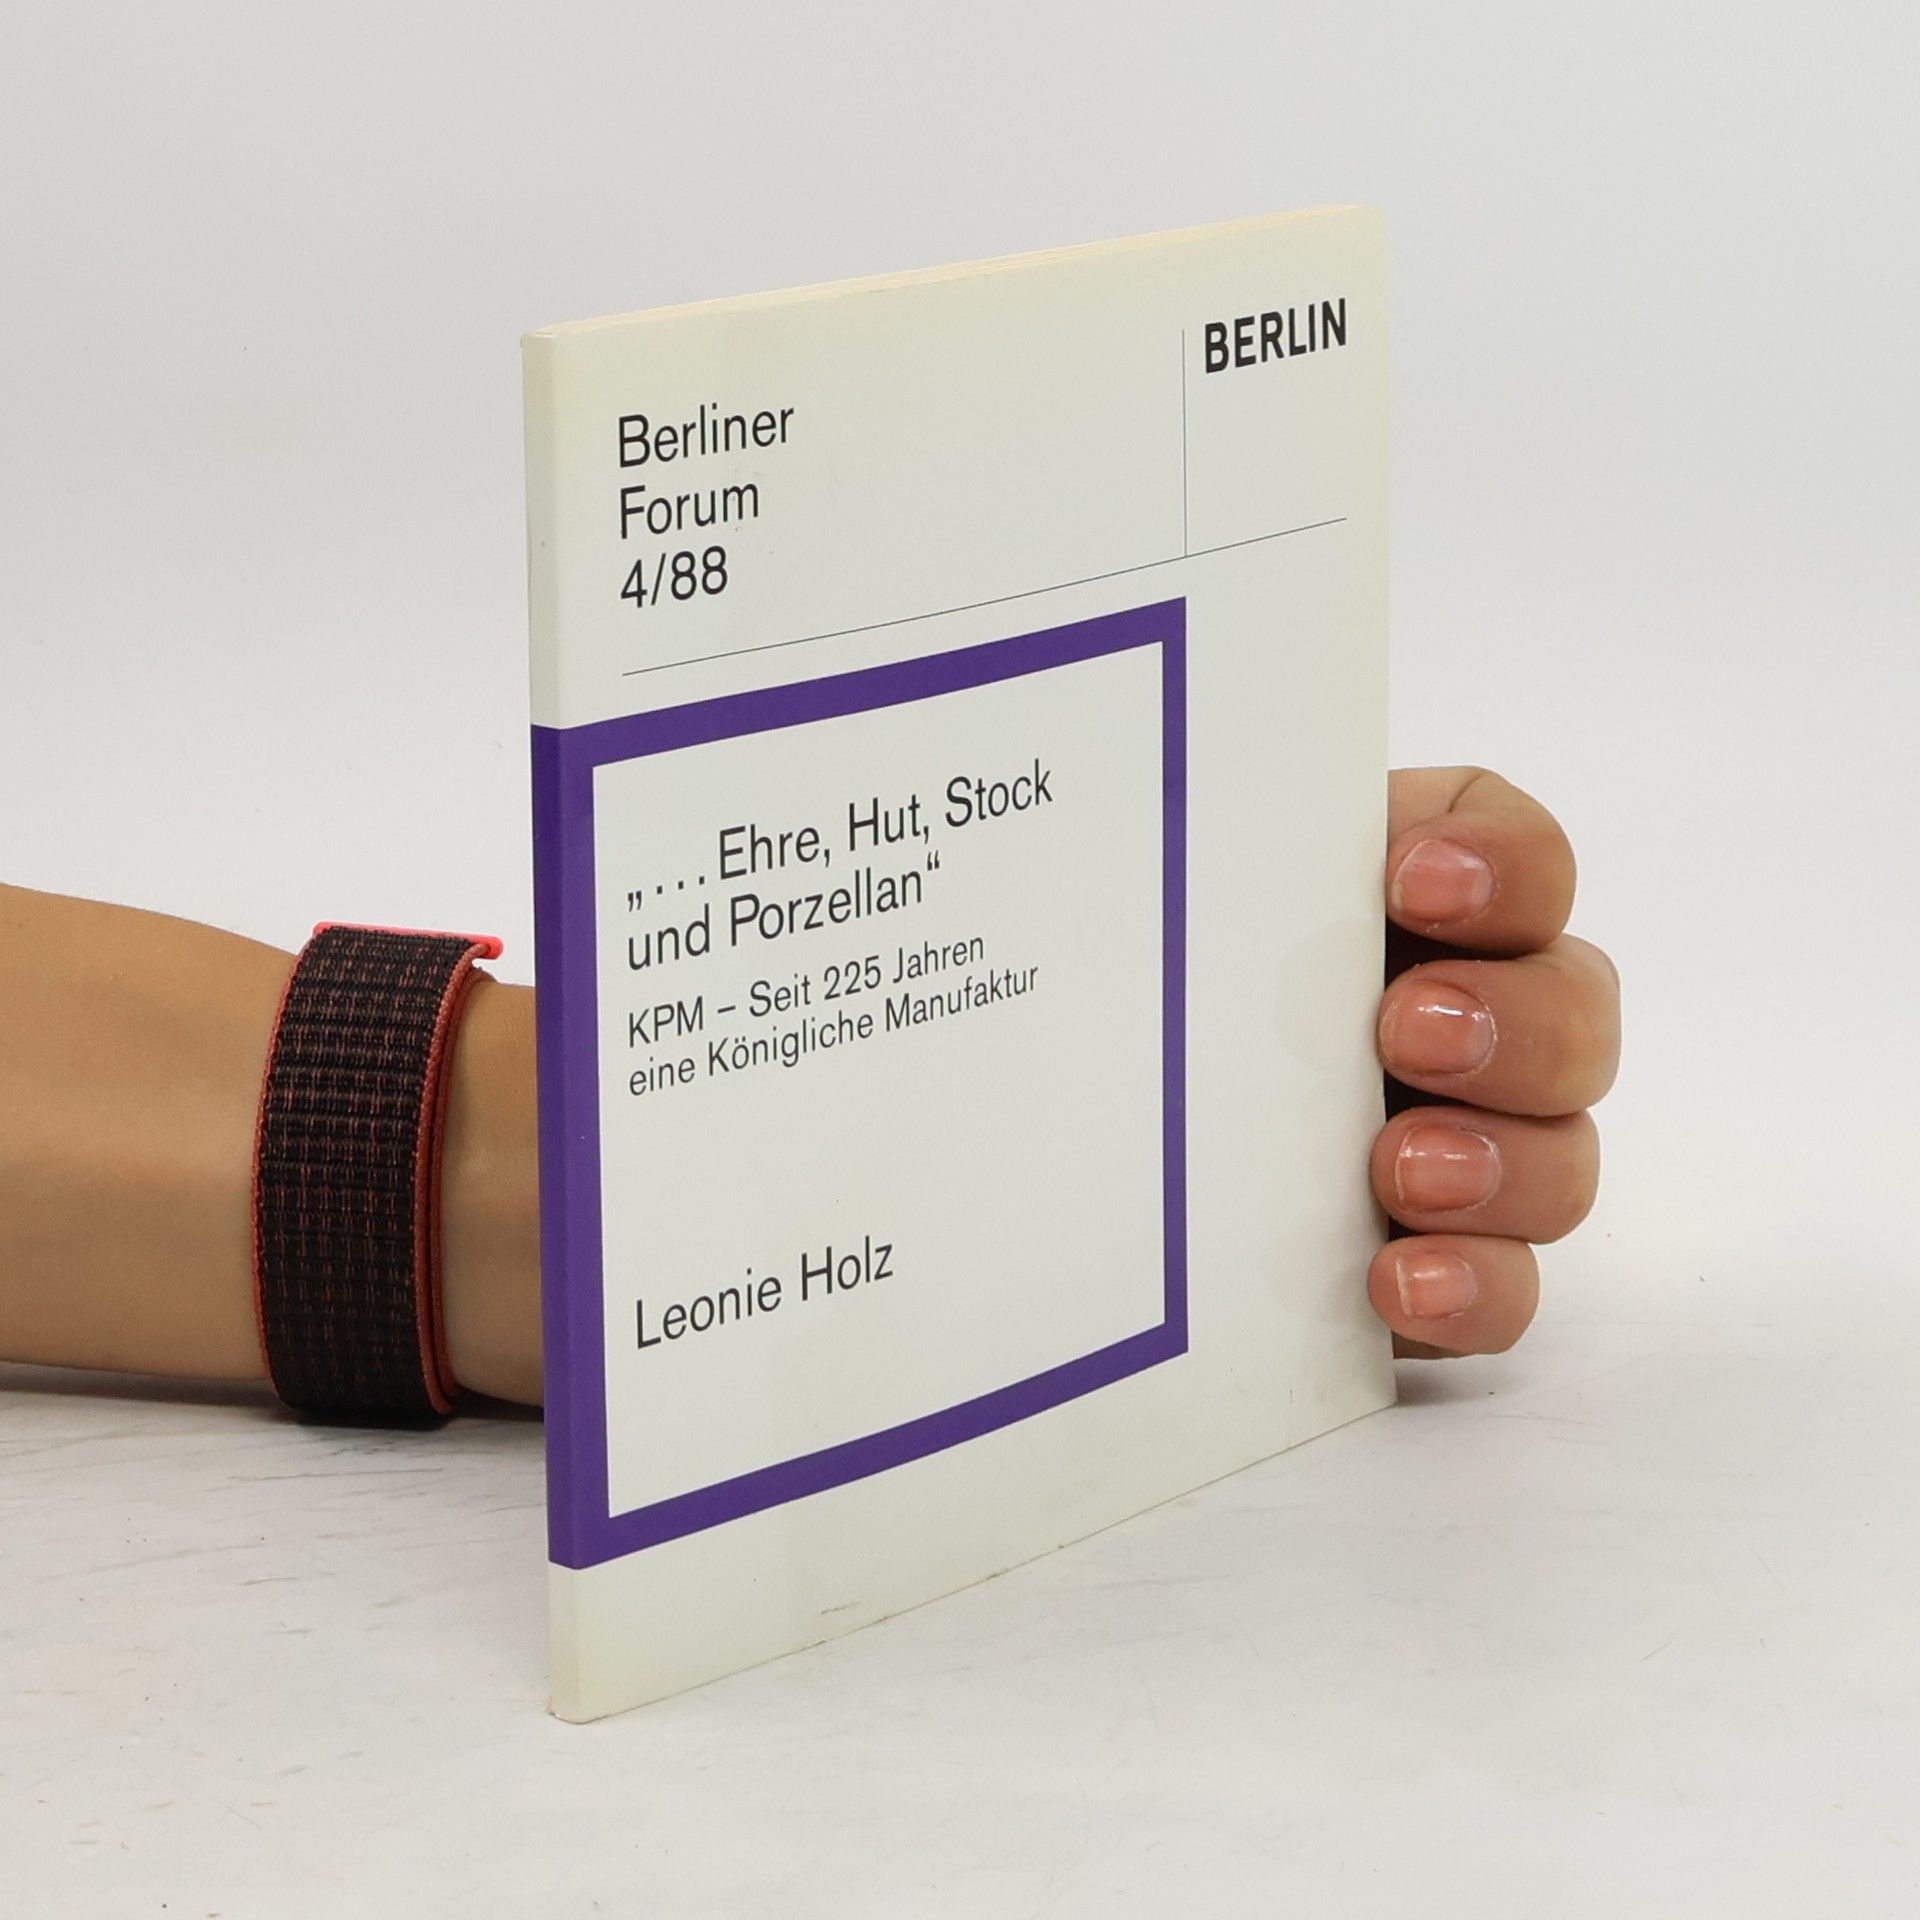 BERLIN
Berliner
Forum
4/88
„...Ehre, Hut, Stock
und Porzellan“
KPM – Seit 225 Jahren
eine Königliche Manufaktur
Leonie Holz